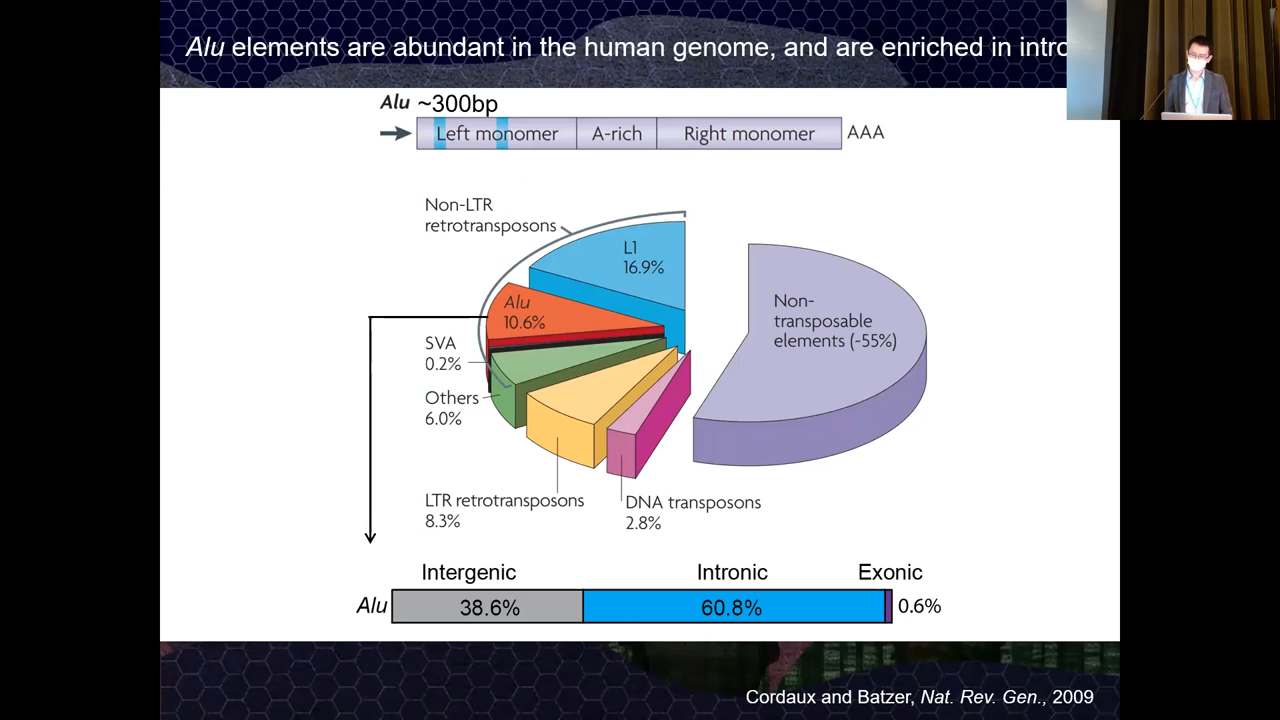 Alu elements are abundant in the human genome, and are enriched in
Alu ~300bp
Left monomer
A-rich
Right monomer
AAA
Non-LTR
retrotransposons
L1
16.9%
Alu
10.6%
Non-
transposable
elements (~55%)
SVA
0.2%
Others
6.0%
LTR retrotransposons
8.3%
DNA transposons
2.8%
Intergenic
Intronic
Exonic
Alu
38.6%
60.8%
0.6%
Cordaux and Batzer, Nat. Rev. Gen., 2009